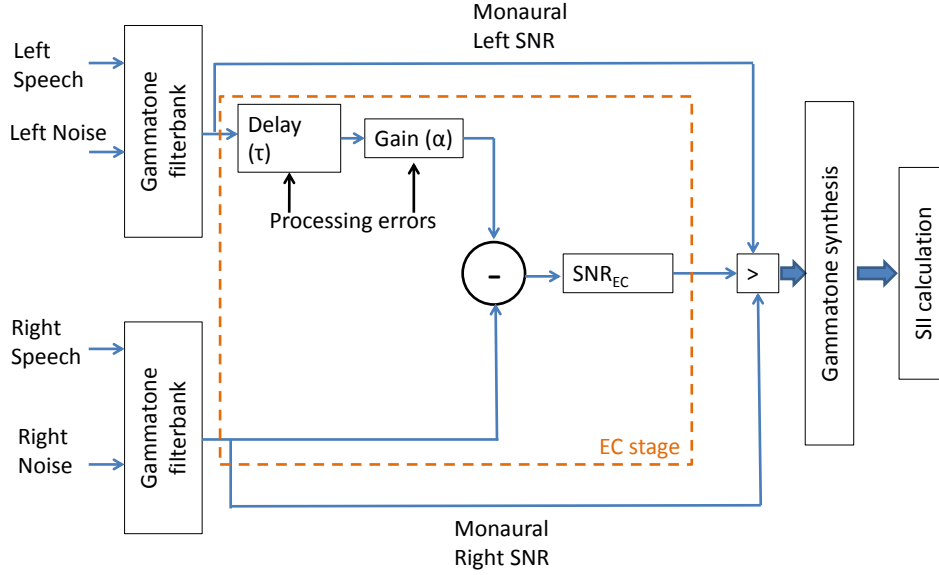 Monaural
Left SNR
Left
Speech
Left Noise
Gammatone
filterbank
Delay
(τ)
Gain (α)
Processing errors
-
SNREC
>
Gammatone synthesis
SII calculation
Right
Speech
Right
Noise
Gammatone
filterbank
EC stage
Monaural
Right SNR